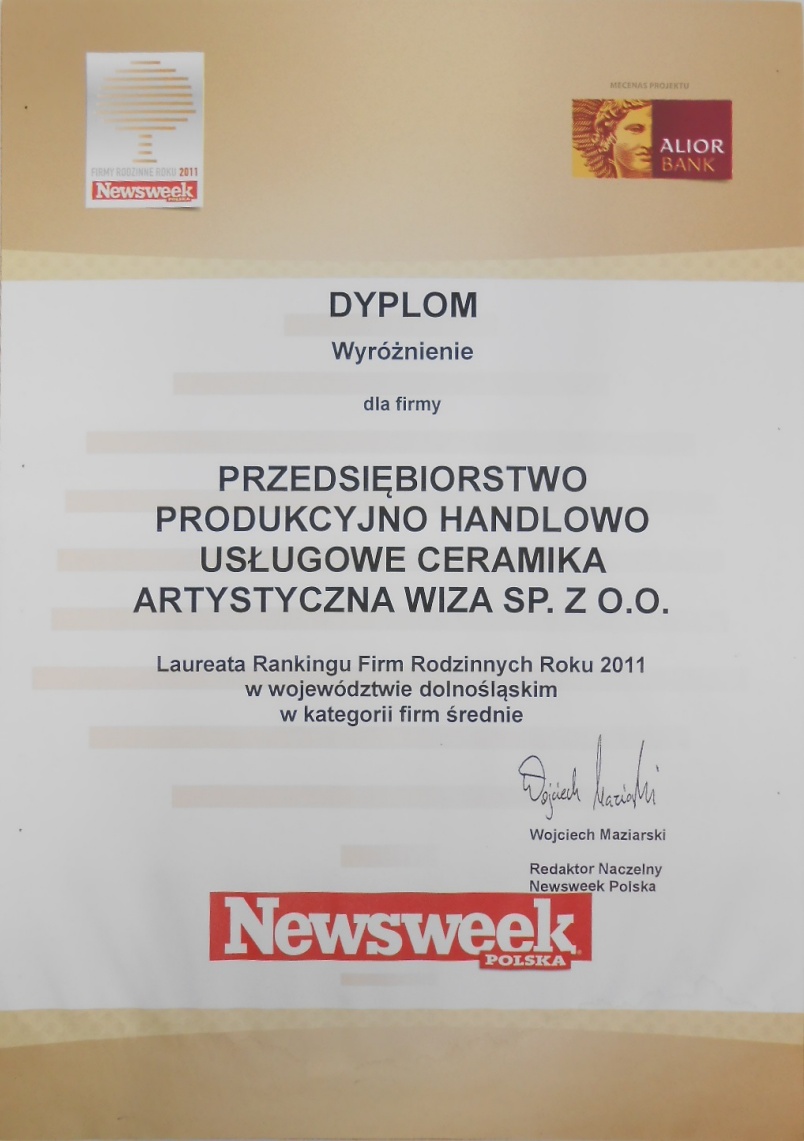 MECENAS PROJEKTU
ALIOR
BANK
FIRMY RODZINNE ROKU 2011
Newsweek
POLSKA
DYPLOM
Wyróżnienie
dla firmy
PRZEDSIĘBIORSTWO
PRODUKCYJNO HANDLOWO
USŁUGOWE CERAMIKA
ARTYSTYCZNA WIZA SP. Z O.O.
Laureata Rankingu Firm Rodzinnych Roku 2011
w województwie dolnośląskim
w kategorii firm średnie
Wojciech Maziarski
Wojciech Maziarski
Redaktor Naczelny
Newsweek Polska
Newsweek
POLSKA